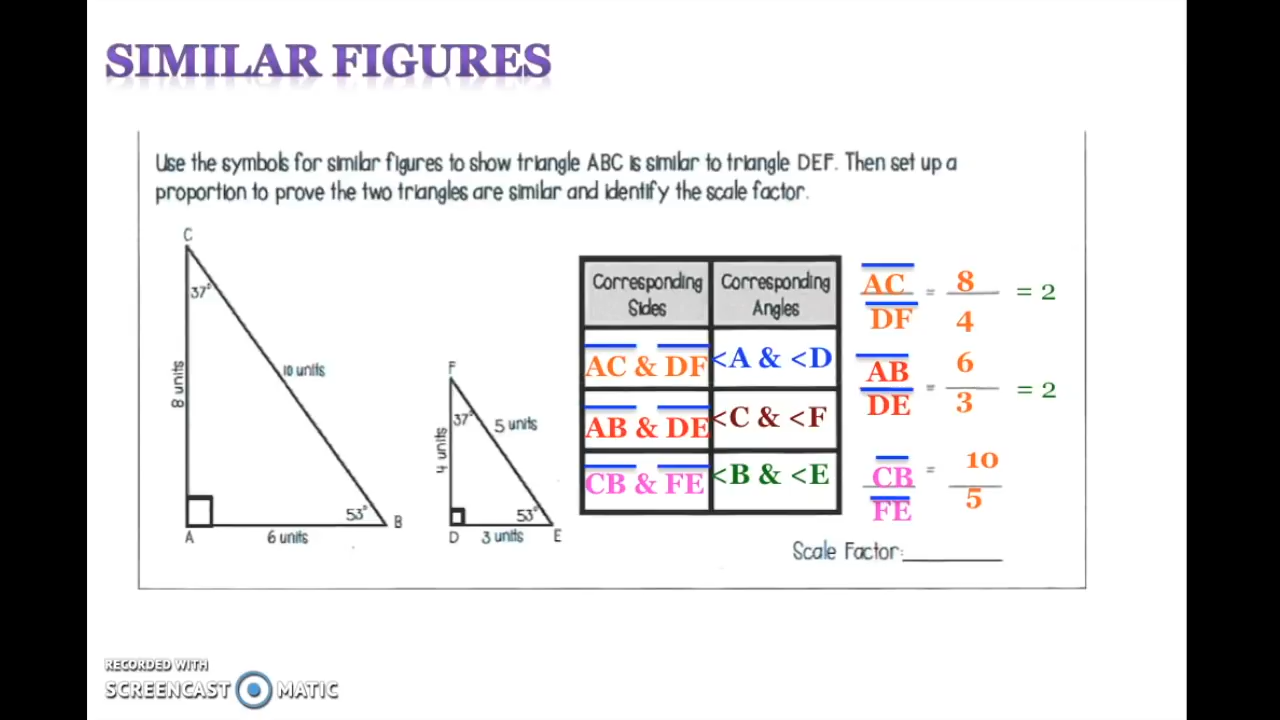 SIMILAR FIGURES
Use the symbols for similar figures to show triangle ABC is similar to triangle DEF. Then set up a
proportion to prove the two triangles are similar and identify the scale factor.
C
37°
8 units
10 units
53°
A
6 units
B
F
37°
5 units
4 units
53°
D
3 units
E
Corresponding Sides
Corresponding Angles
AC & DF
<A & <D
AB & DE
<C & <F
CB & FE
<B & <E
AC = 8 = 2
DF 4
AB = 6 = 2
DE 3
CB = 10
FE 5
Scale Factor:__________
RECORDED WITH
SCREENCAST MATIC